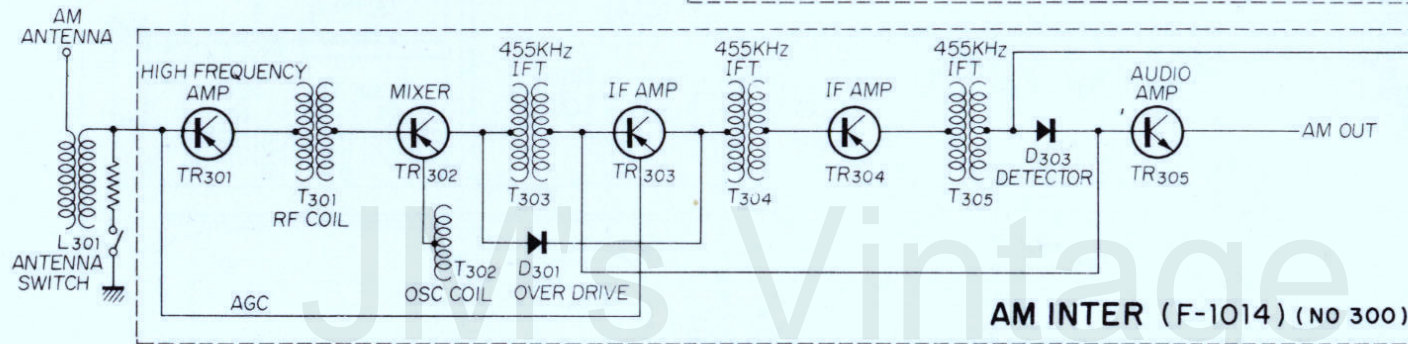 AM
ANTENNA
L301
ANTENNA
SWITCH
HIGH FREQUENCY
AMP
TR301
T301
RF COIL
MIXER
TR302
T302
OSC COIL
455KHz
IFT
T303
D301
OVER DRIVE
IF AMP
TR303
455KHz
IFT
T304
IF AMP
TR304
455KHz
IFT
T305
D303
DETECTOR
AUDIO
AMP
TR305
AM OUT
AGC
AM INTER (F-1014) (NO 300)
JM's Vintage